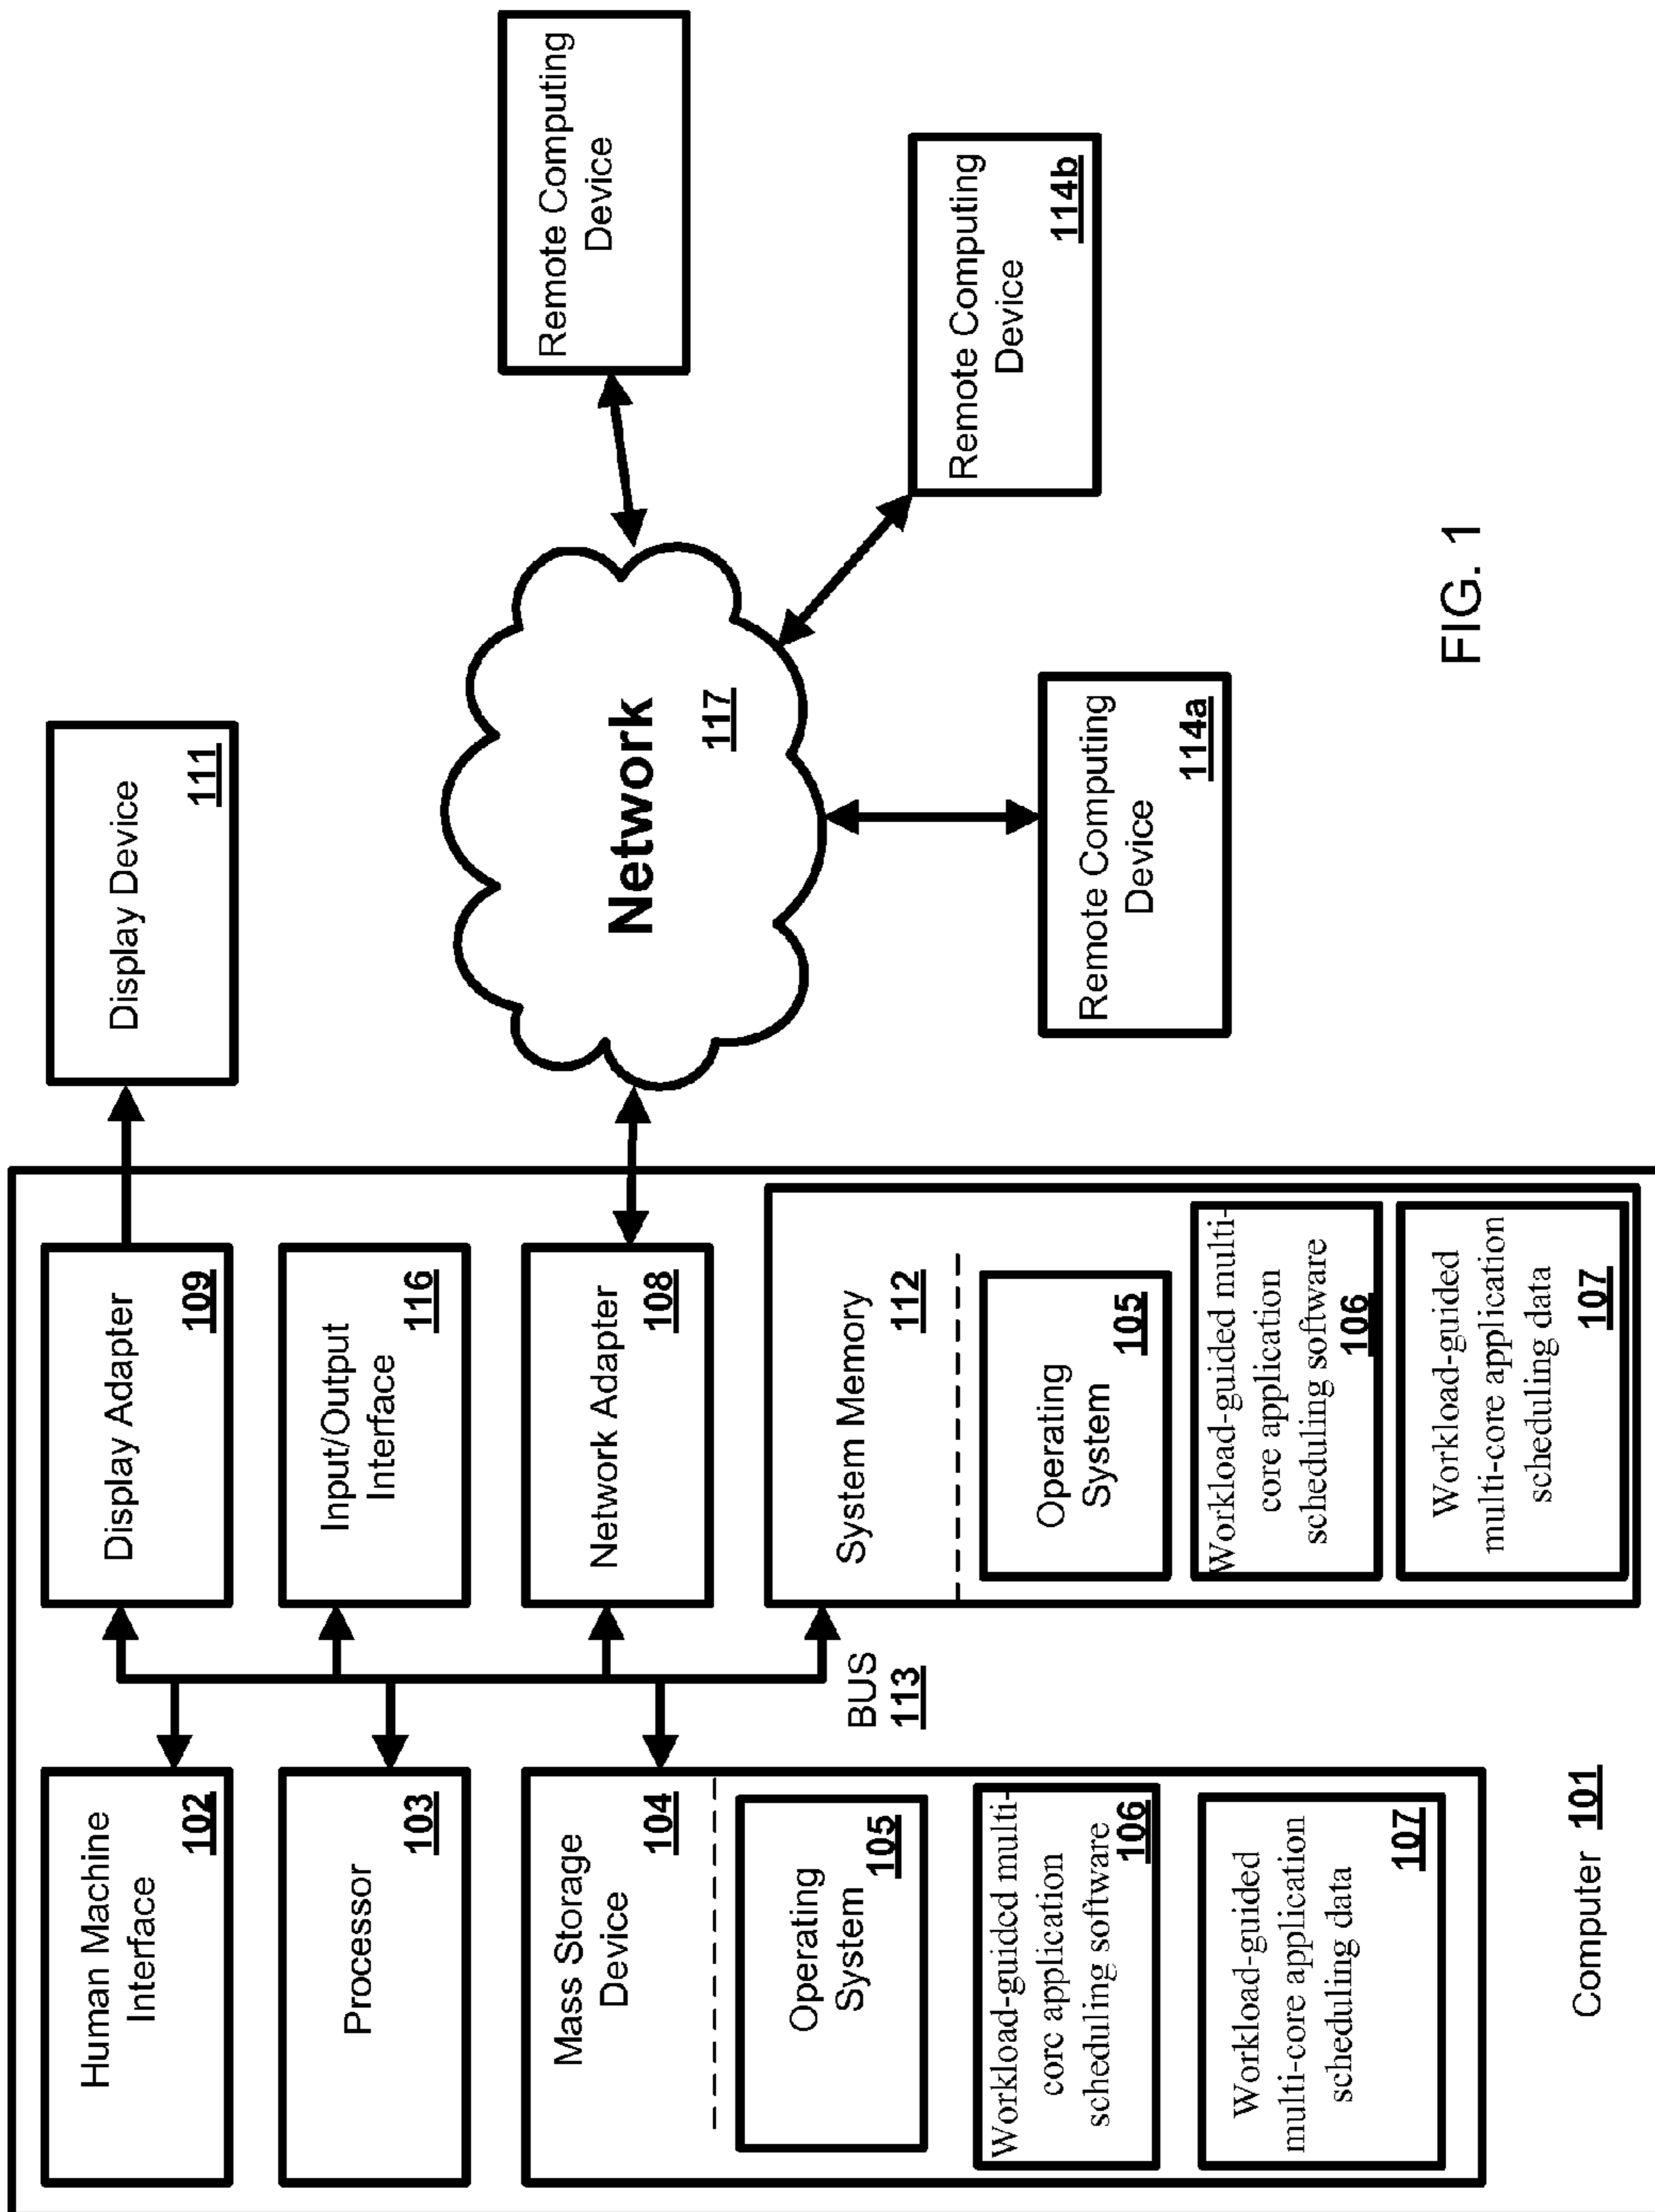 Human Machine
Interface
102
Processor
103
Mass Storage
Device
104
Operating
System
105
Workload-guided multi-
core application
scheduling software
106
Workload-guided
multi-core application
scheduling data
107
Computer 101
BUS
113
Display Adapter
109
Input/Output
Interface
116
Network Adapter
108
System Memory
112
Operating
System
105
Workload-guided multi-
core application
scheduling software
106
Workload-guided
multi-core application
scheduling data
107
Display Device
111
Network
117
Remote Computing
Device
114a
Remote Computing
Device
114b
Remote Computing
Device
FIG. 1